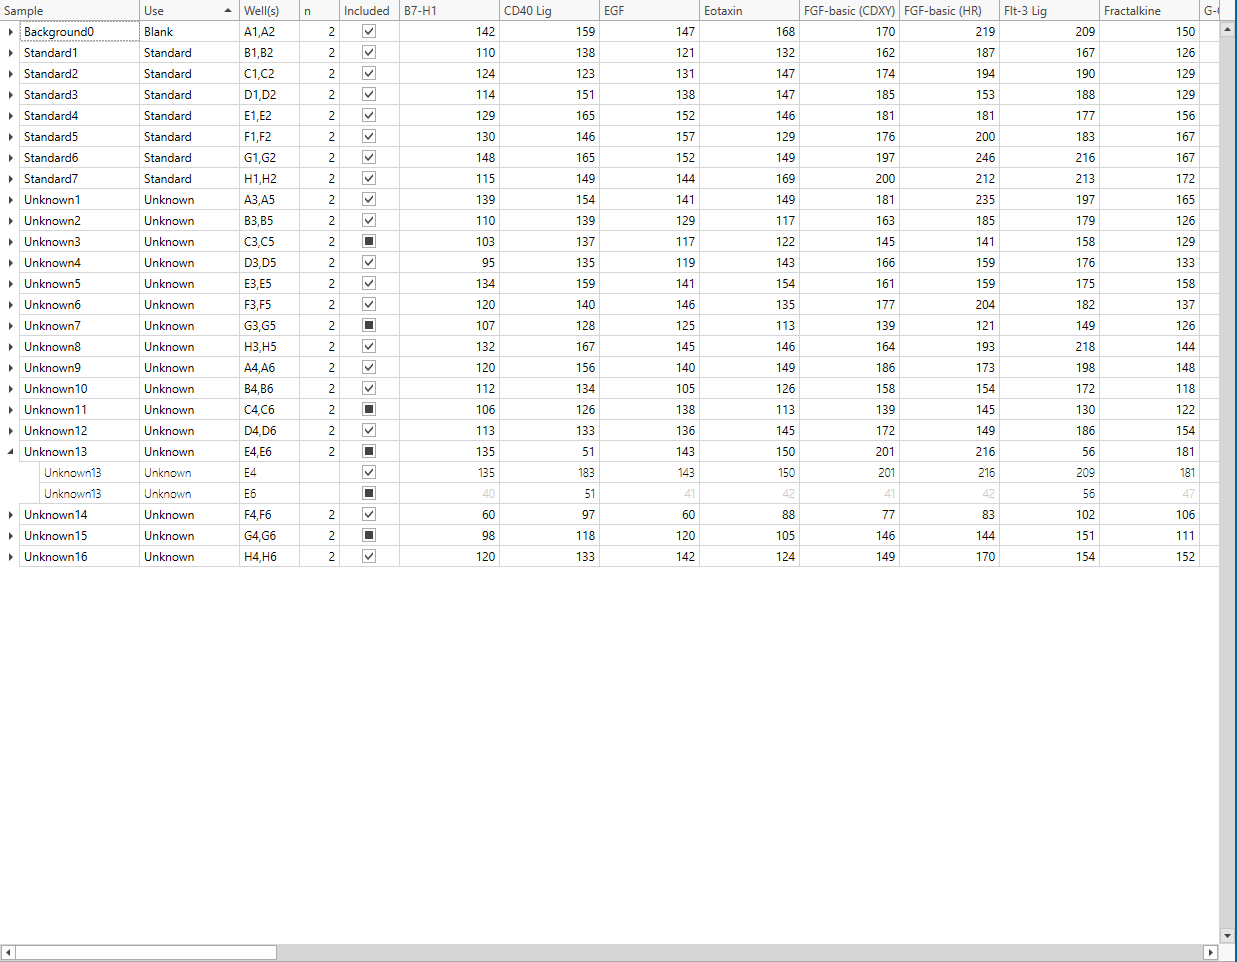 Sample Use Well(s) n Included B7-H1 CD40 Lig EGF Eotaxin FGF-basic (CDXY) FGF-basic (HR) Flt-3 Lig Fractalkine G-
Background0 Blank A1,A2 2 142 159 147 168 170 219 209 150
Standard1 Standard B1,B2 2 110 138 121 132 162 187 167 126
Standard2 Standard C1,C2 2 124 123 131 147 174 194 190 129
Standard3 Standard D1,D2 2 114 151 138 147 185 153 188 129
Standard4 Standard E1,E2 2 129 165 152 146 181 181 177 156
Standard5 Standard F1,F2 2 130 146 157 129 176 200 183 167
Standard6 Standard G1,G2 2 148 165 152 149 197 246 216 167
Standard7 Standard H1,H2 2 115 149 144 169 200 212 213 172
Unknown1 Unknown A3,A5 2 139 154 141 149 181 235 197 165
Unknown2 Unknown B3,B5 2 110 139 129 117 163 185 179 126
Unknown3 Unknown C3,C5 2 103 137 117 122 145 141 158 129
Unknown4 Unknown D3,D5 2 95 135 119 143 166 159 176 133
Unknown5 Unknown E3,E5 2 134 159 141 154 161 159 175 158
Unknown6 Unknown F3,F5 2 120 140 146 135 177 204 182 137
Unknown7 Unknown G3,G5 2 107 128 125 113 139 121 149 126
Unknown8 Unknown H3,H5 2 132 167 145 146 164 193 218 144
Unknown9 Unknown A4,A6 2 120 156 140 149 186 173 198 148
Unknown10 Unknown B4,B6 2 112 134 105 126 158 154 172 118
Unknown11 Unknown C4,C6 2 106 126 138 113 139 145 130 122
Unknown12 Unknown D4,D6 2 113 133 136 145 172 149 186 154
Unknown13 Unknown E4,E6 2 135 51 143 150 201 216 56 181
Unknown13 Unknown E4 135 183 143 150 201 216 209 181
Unknown13 Unknown E6 40 51 41 42 41 42 56 47
Unknown14 Unknown F4,F6 2 60 97 60 88 77 83 102 106
Unknown15 Unknown G4,G6 2 98 118 120 105 146 144 151 111
Unknown16 Unknown H4,H6 2 120 133 142 124 149 170 154 152